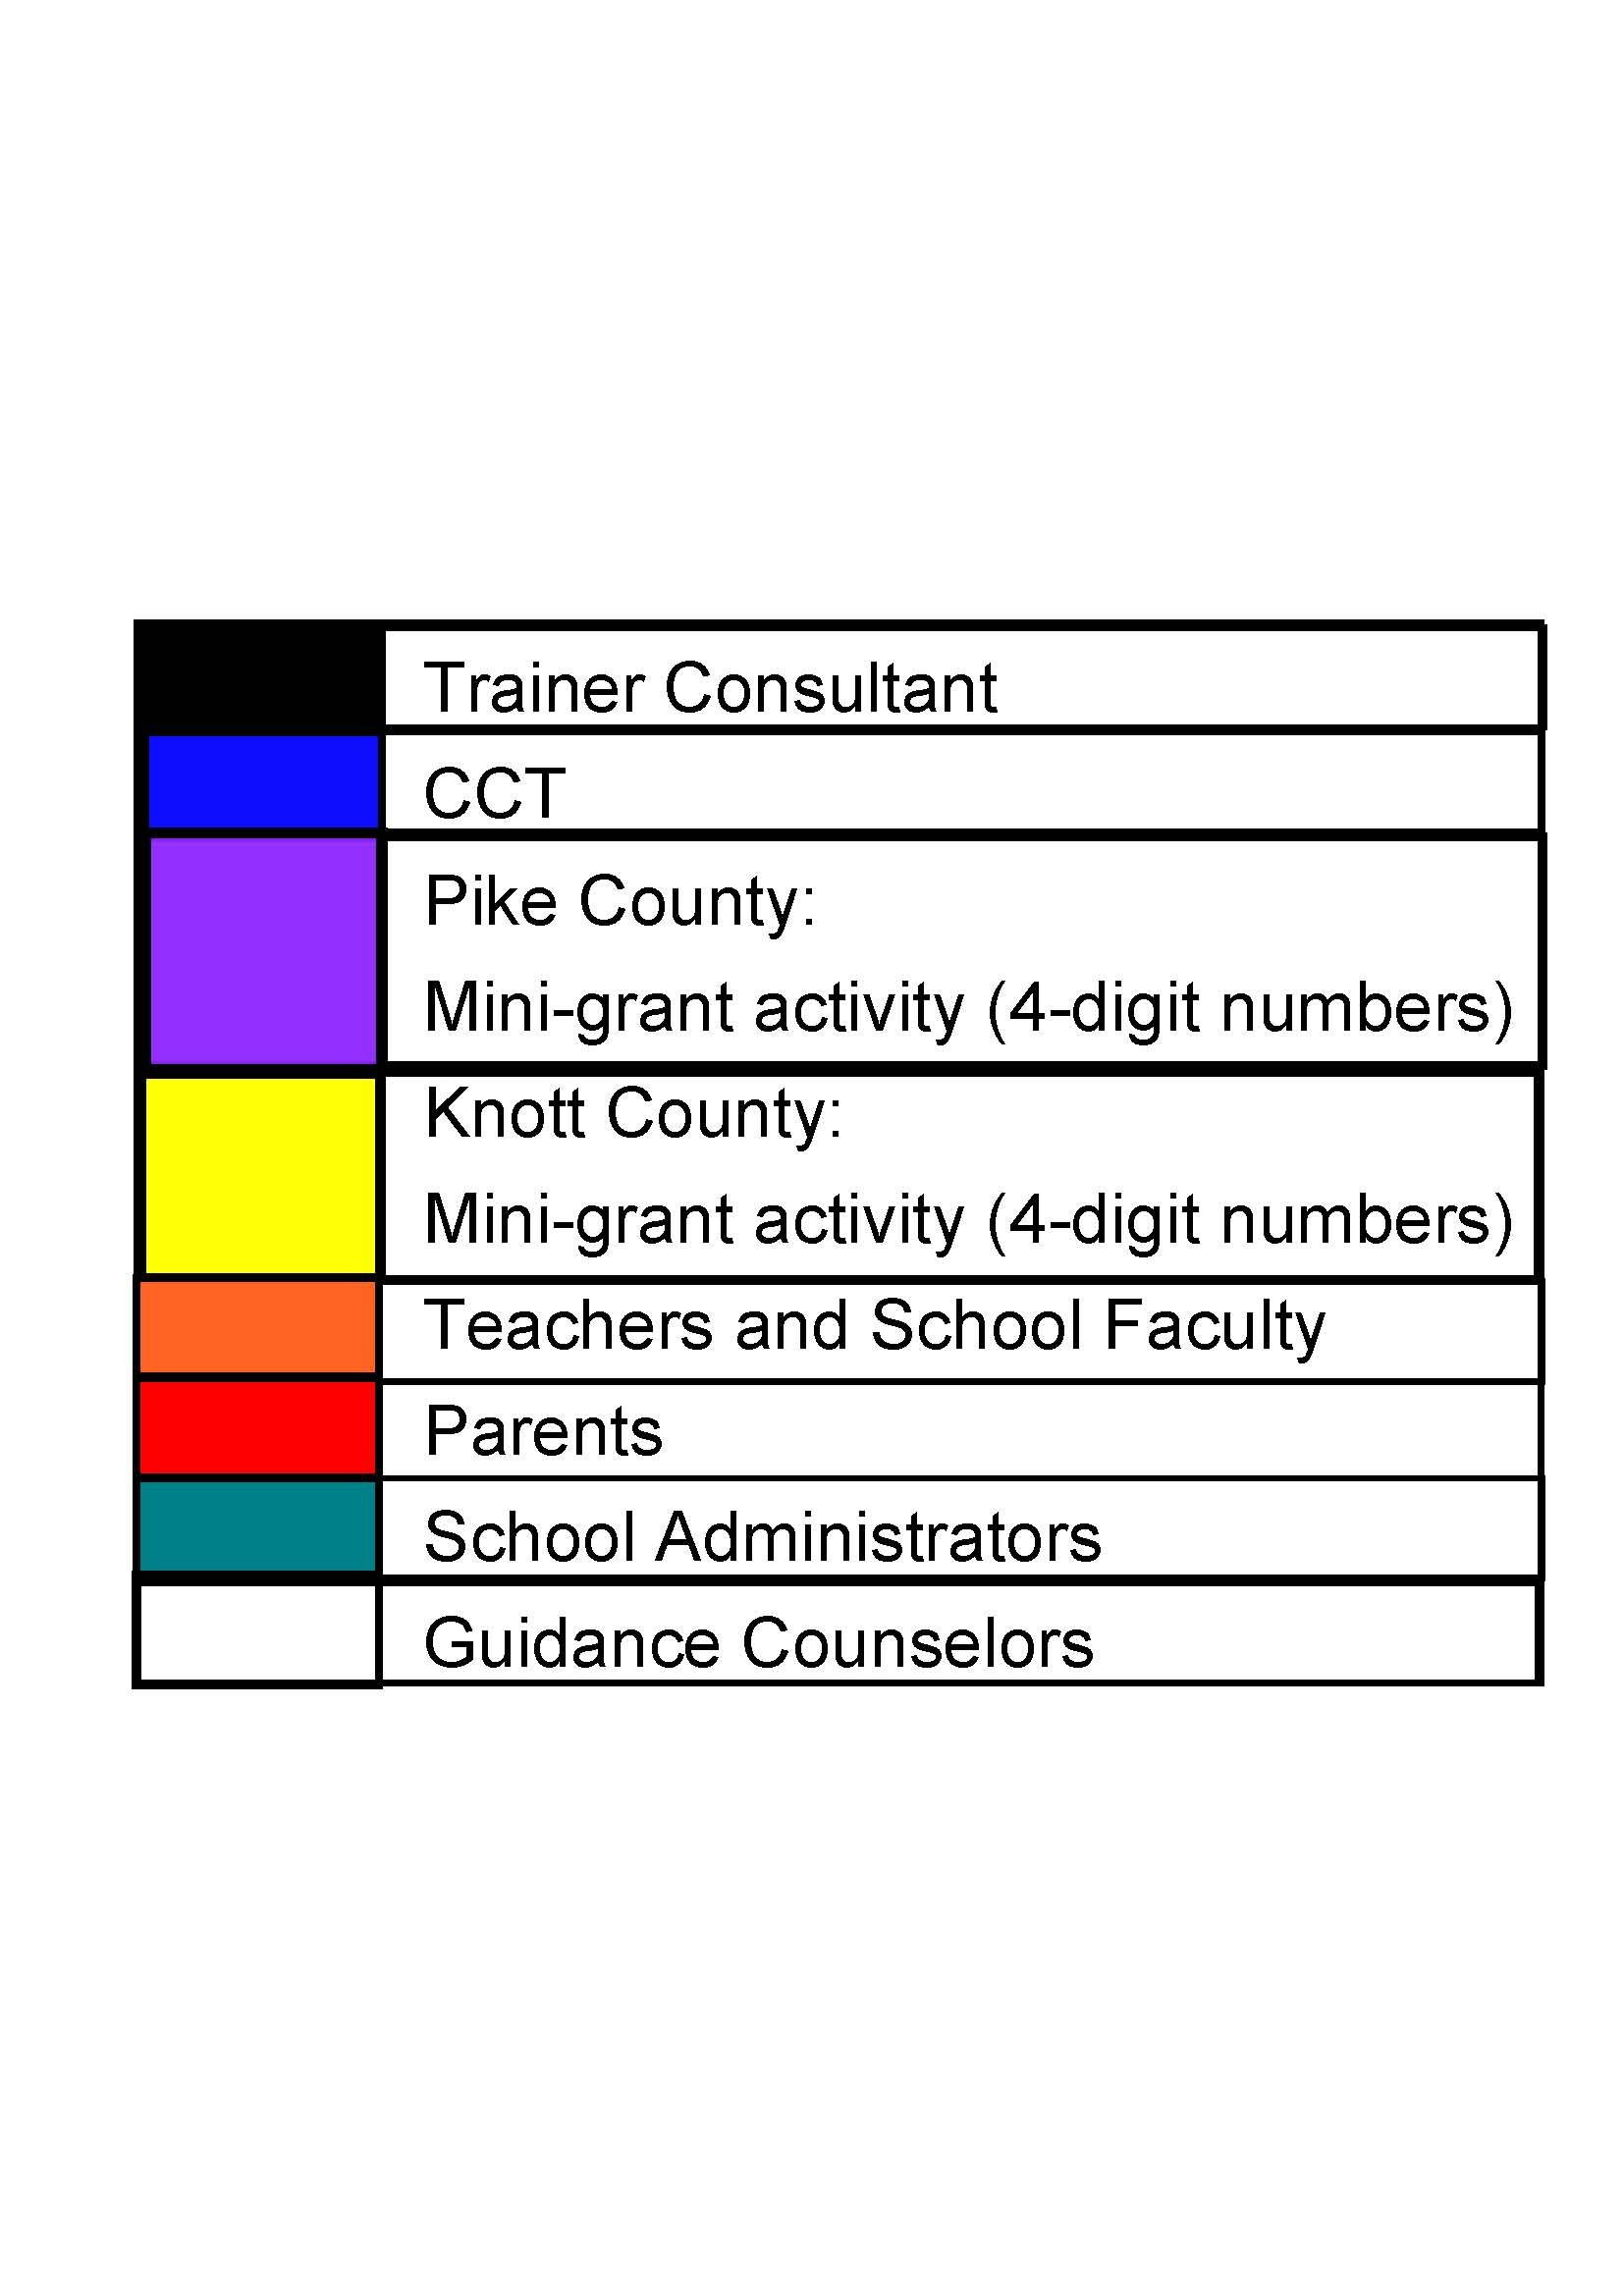 Trainer Consultant
CCT
Pike County:
Mini-grant activity (4-digit numbers)
Knott County:
Mini-grant activity (4-digit numbers)
Teachers and School Faculty
Parents
School Administrators
Guidance Counselors